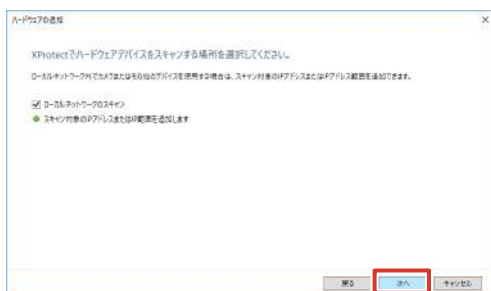 ハードウェアの追加
XProtectでハードウェアデバイスをスキャンする場所を選択してください。
ローカルネットワーク外でカメラまたはその他のデバイスを使用する場合は、スキャン対象のIPアドレスまたはIPアドレス範囲を追加できます。
ローカルネットワークのスキャン
スキャン対象のIPアドレスまたはIP範囲を追加します
戻る
次へ
キャンセル